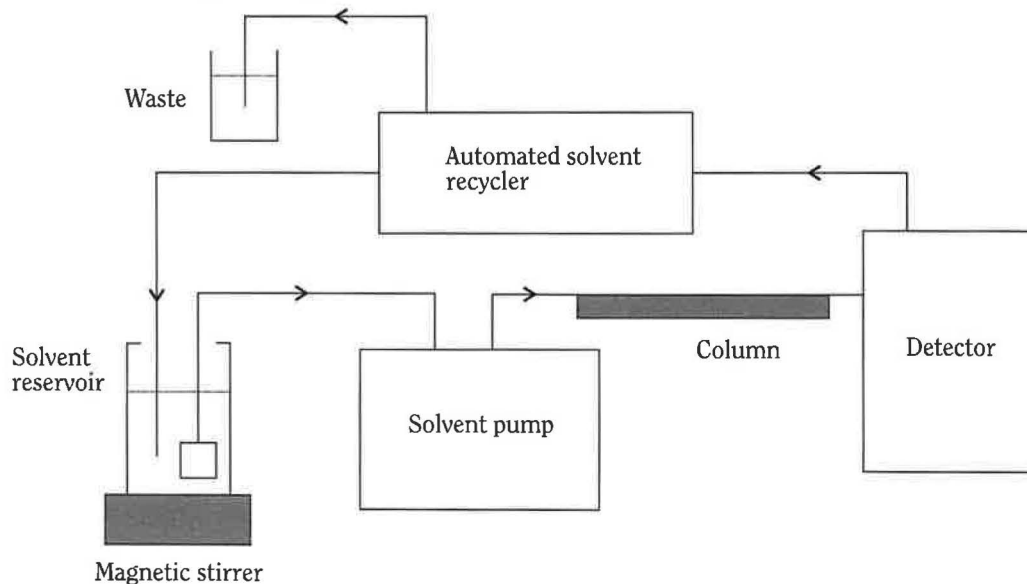 Waste
Automated solvent
recycler
Solvent
reservoir
Column
Detector
Solvent pump
Magnetic stirrer